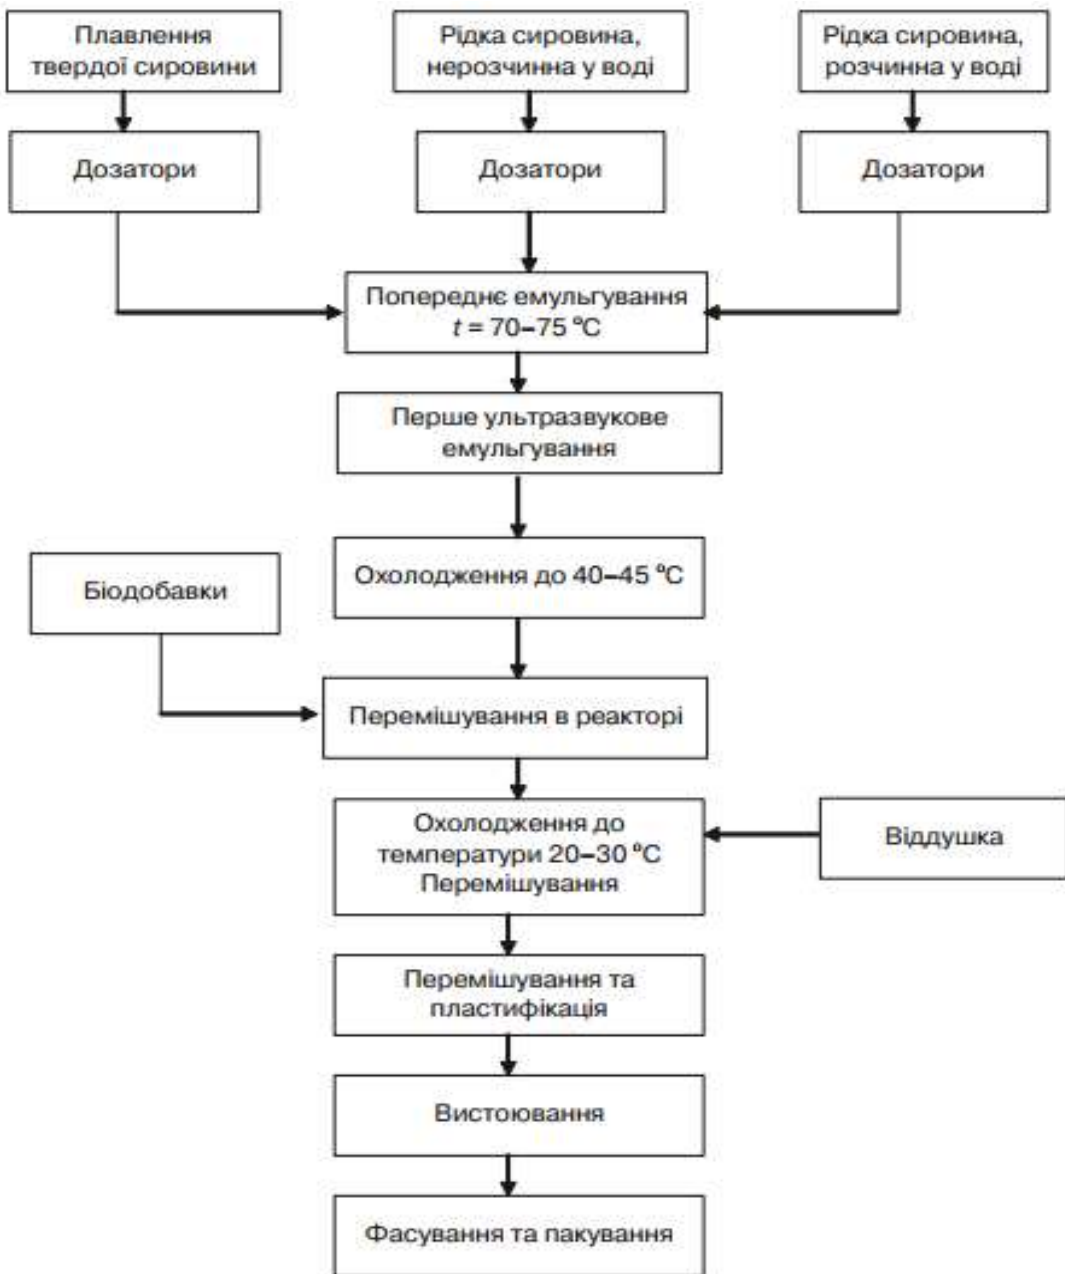 Плавлення
твердої сировини
Рідка сировина,
нерозчинна у воді
Рідка сировина,
розчинна у воді
Дозатори
Дозатори
Дозатори
Попереднє емульгування
t = 70–75 °C
Перше ультразвукове
емульгування
Охолодження до 40–45 °C
Біодобавки
Перемішування в реакторі
Охолодження до
температури 20–30 °C
Перемішування
Віддушка
Перемішування та
пластифікація
Вистоювання
Фасування та пакування